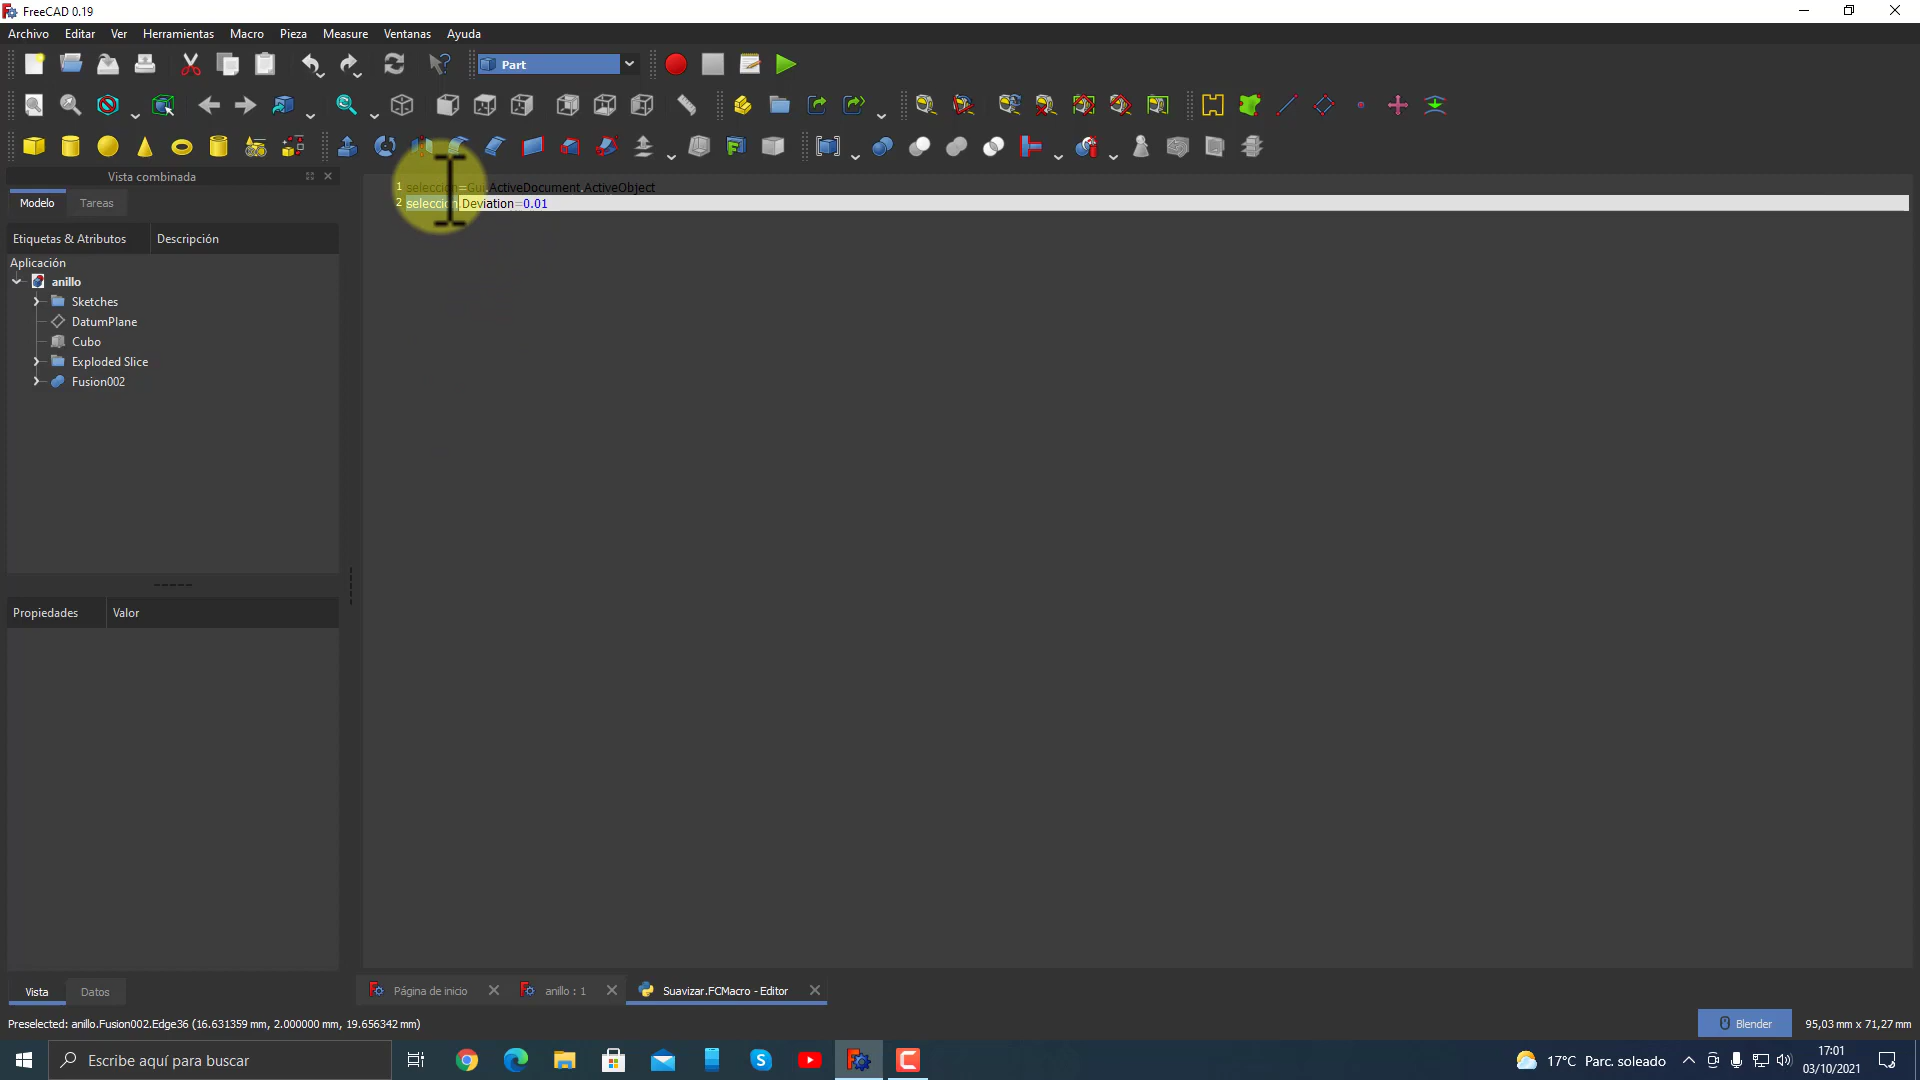 FreeCAD 0.19
Archivo Editar Ver Herramientas Macro Pieza Measure Ventanas Ayuda
Part
Vista combinada
Modelo Tareas
Etiquetas & Atributos Descripción
Aplicación
anillo
Sketches
DatumPlane
Cubo
Exploded Slice
Fusion002
Propiedades Valor
Vista Datos
1 seleccion=Gui.ActiveDocument.ActiveObject
2 seleccion.Deviation=0.01
Página de inicio anillo : 1 Suavizar.FCMacro - Editor
Preselected: anillo.Fusion002.Edge36 (16.631359 mm, 2.000000 mm, 19.656342 mm)
Blender 95,03 mm x 71,27 mm
Escribe aquí para buscar
17°C Parc. soleado
17:01
03/10/2021